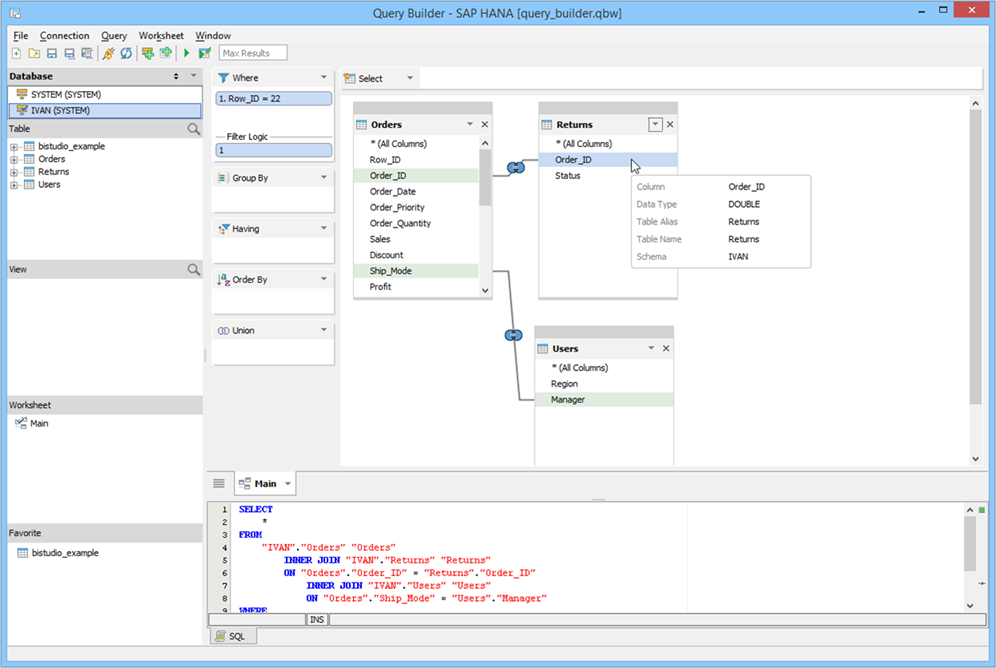 Query Builder - SAP HANA [query_builder.qbw]
File Connection Query Worksheet Window
Max Results
Database
SYSTEM (SYSTEM)
IVAN (SYSTEM)
Table
bistudio_example
Orders
Returns
Users
View
Worksheet
Main
Favorite
bistudio_example
Where
1. Row_ID = 22
Filter Logic
1
Group By
Having
Order By
Union
Select
Orders
* (All Columns)
Row_ID
Order_ID
Order_Date
Order_Priority
Order_Quantity
Sales
Discount
Ship_Mode
Profit
Returns
* (All Columns)
Order_ID
Status
Column Order_ID
Data Type DOUBLE
Table Alias Returns
Table Name Returns
Schema IVAN
Users
* (All Columns)
Region
Manager
Main
1 SELECT
2 *
3 FROM
4 "IVAN"."Orders" "Orders"
5 INNER JOIN "IVAN"."Returns" "Returns"
6 ON "Orders"."Order_ID" = "Returns"."Order_ID"
7 INNER JOIN "IVAN"."Users" "Users"
8 ON "Orders"."Ship_Mode" = "Users"."Manager"
9 WHERE
INS
SQL